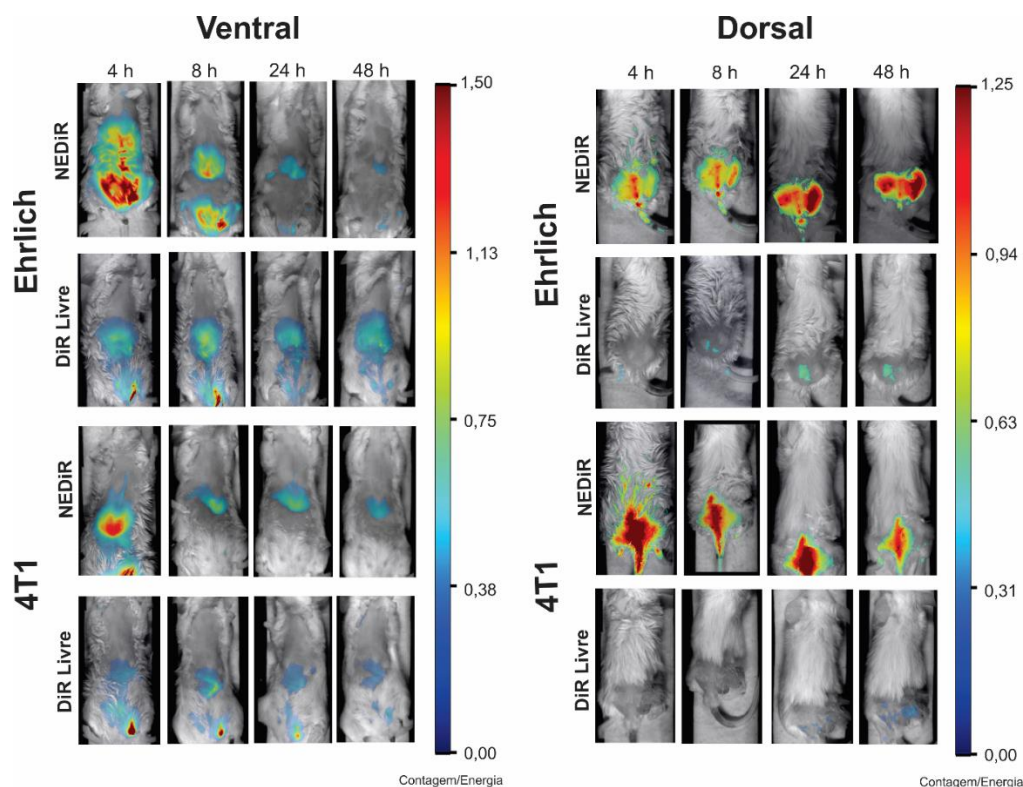 Ventral
4 h 8 h 24 h 48 h
Ehrlich
NEDiR
DiR Livre
4T1
NEDiR
DiR Livre
1,50
1,13
0,75
0,38
0,00
Contagem/Energia
Dorsal
4 h 8 h 24 h 48 h
Ehrlich
NEDiR
DiR Livre
4T1
NEDiR
DiR Livre
1,25
0,94
0,63
0,31
0,00
Contagem/Energia